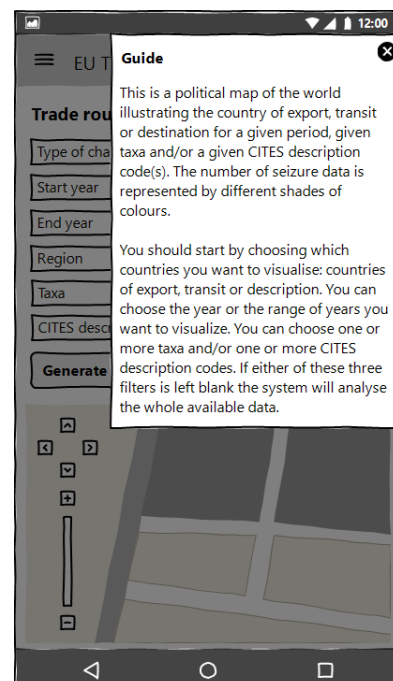 12:00
EU T
Guide
This is a political map of the world
illustrating the country of export, transit
or destination for a given period, given
taxa and/or a given CITES description
code(s). The number of seizure data is
represented by different shades of
colours.
You should start by choosing which
countries you want to visualise: countries
of export, transit or description. You can
choose the year or the range of years you
want to visualize. You can choose one or
more taxa and/or one or more CITES
description codes. If either of these three
filters is left blank the system will analyse
the whole available data.
Trade rou
Type of cha
Start year
End year
Region
Taxa
CITES descr
Generate